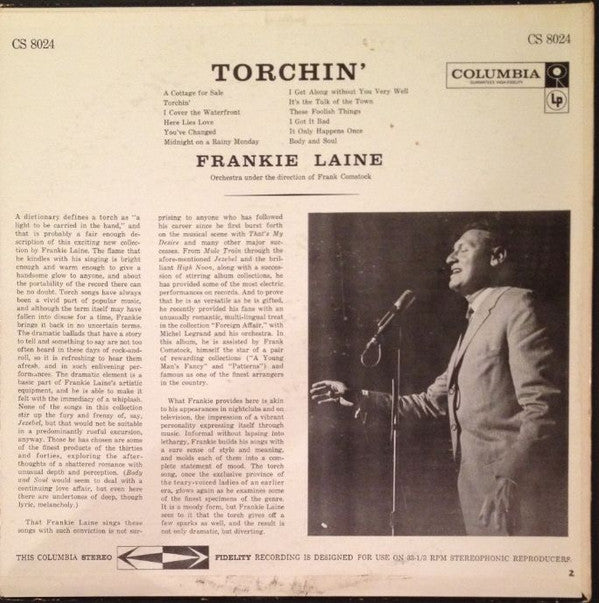 CS 8024
CS 8024
TORCHIN'
COLUMBIA
GUARANTEED HIGH-FIDELITY
Lp
A Cottage for Sale
Torchin'
I Cover the Waterfront
Here Lies Love
You've Changed
Midnight on a Rainy Monday
I Get Along without You Very Well
It's the Talk of the Town
These Foolish Things
I Got It Bad
It Only Happens Once
Body and Soul
FRANKIE LAINE
Orchestra under the direction of Frank Comstock
A dictionary defines a torch as "a
light to be carried in the hand," and
that is probably a fair enough de-
scription of this exciting new collec-
tion by Frankie Laine. The flame that
he kindles with his singing is bright
enough and warm enough to give a
handsome glow to anyone, and about
the portability of the record there can
be no doubt. Torch songs have always
been a vivid part of popular music,
and although the term itself may have
fallen into disuse for a time, Frankie
brings it back in no uncertain terms.
The dramatic ballads that have a story
to tell and something to say are not too
often heard in these days of rock-and-
roll, so it is refreshing to hear them
afresh, and in such enlivening per-
formances. The dramatic element is a
basic part of Frankie Laine's artistic
equipment, and he is able to make it
felt with the immediacy of a whiplash.
None of the songs in this collection
stir up the fury and frenzy of, say,
Jezebel, but that would not be suitable
in a predominantly rueful excursion,
anyway. Those he has chosen are some
of the finest products of the thirties
and forties, exploring the after-
thoughts of a shattered romance with
unusual depth and perception. (Body
and Soul would seem to deal with a
continuing love affair, but even here
there are undertones of deep, though
lyric, melancholy.)
That Frankie Laine sings these
songs with such conviction is not sur-
prising to anyone who has followed
his career since he first burst forth
on the musical scene with That's My
Desire and many other major suc-
cesses. From Mule Train through the
afore-mentioned Jezebel and the bril-
liant High Noon, along with a succes-
sion of stirring album collections, he
has provided some of the most electric
performances on records. And to prove
that he is as versatile as he is gifted,
he recently provided his fans with an
unusually romantic, multi-lingual treat
in the collection "Foreign Affair," with
Michel Legrand and his orchestra. In
this album, he is assisted by Frank
Comstock, himself the star of a pair
of rewarding collections ("A Young
Man's Fancy" and "Patterns") and
famous as one of the finest arrangers
in the country.
What Frankie provides here is akin
to his appearances in nightclubs and on
television, the impression of a vibrant
personality expressing itself through
music. Informal without lapsing into
lethargy, Frankie builds his songs with
a sure sense of style and meaning,
and molds each of them into a com-
plete statement of mood. The torch
song, once the exclusive province of
the teary-voiced ladies of an earlier
era, glows again as he examines some
of the finest specimens of the genre.
It is a moody form, but Frankie Laine
sees to it that the torch gives off a
few sparks as well, and the result is
not only dramatic, but diverting.
THIS COLUMBIA STEREO FIDELITY RECORDING IS DESIGNED FOR USE ON 33-1/3 RPM STEREOPHONIC REPRODUCERS.
2